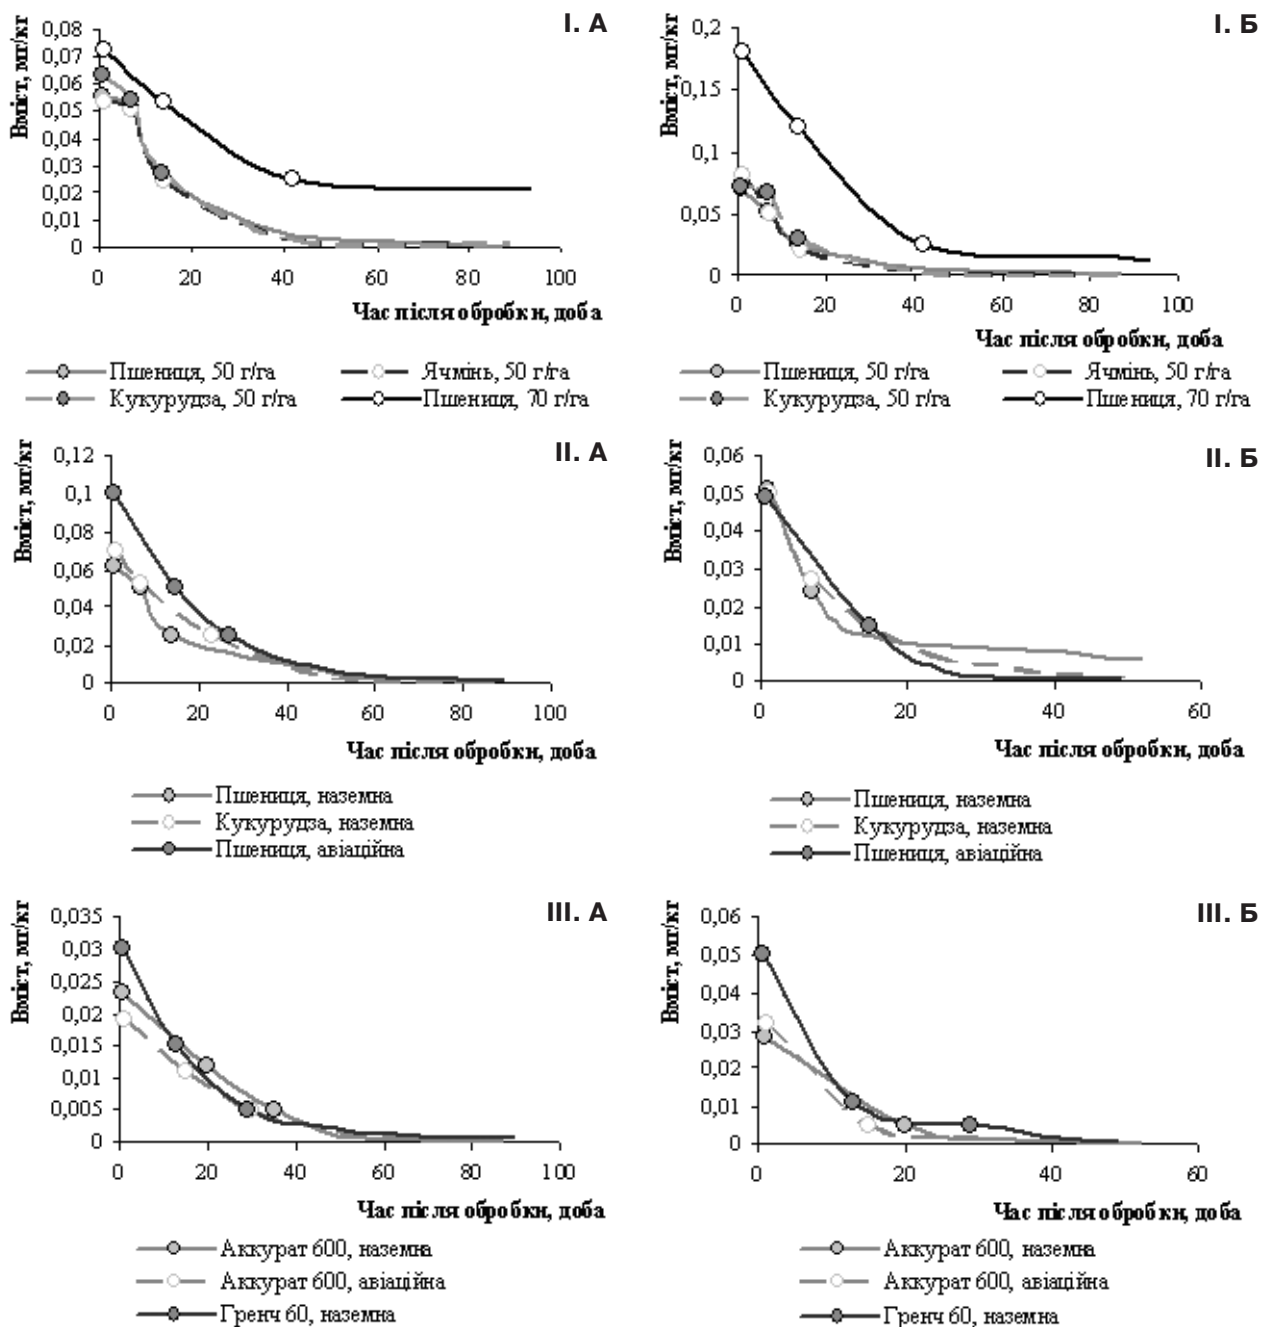 I. А
Вміст, мг/кг
0,08
0,07
0,06
0,05
0,04
0,03
0,02
0,01
0
0 20 40 60 80 100
Час після обробки, доба
Пшениця, 50 г/га Ячмінь, 50 г/га
Кукурудза, 50 г/га Пшениця, 70 г/га
I. Б
Вміст, мг/кг
0,2
0,15
0,1
0,05
0
0 20 40 60 80 100
Час після обробки, доба
Пшениця, 50 г/га Ячмінь, 50 г/га
Кукурудза, 50 г/га Пшениця, 70 г/га
II. А
Вміст, мг/кг
0,12
0,1
0,08
0,06
0,04
0,02
0
0 20 40 60 80 100
Час після обробки, доба
Пшениця, наземна
Кукурудза, наземна
Пшениця, авіаційна
II. Б
Вміст, мг/кг
0,06
0,05
0,04
0,03
0,02
0,01
0
0 20 40 60
Час після обробки, доба
Пшениця, наземна
Кукурудза, наземна
Пшениця, авіаційна
III. А
Вміст, мг/кг
0,035
0,03
0,025
0,02
0,015
0,01
0,005
0
0 20 40 60 80 100
Час після обробки, доба
Аккурат 600, наземна
Аккурат 600, авіаційна
Гренч 60, наземна
III. Б
Вміст, мг/кг
0,06
0,05
0,04
0,03
0,02
0,01
0
0 20 40 60
Час після обробки, доба
Аккурат 600, наземна
Аккурат 600, авіаційна
Гренч 60, наземна